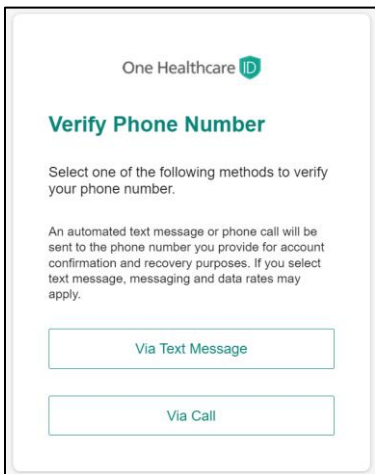 One Healthcare ID
Verify Phone Number
Select one of the following methods to verify
your phone number.
An automated text message or phone call will be
sent to the phone number you provide for account
confirmation and recovery purposes. If you select
text message, messaging and data rates may
apply.
Via Text Message
Via Call